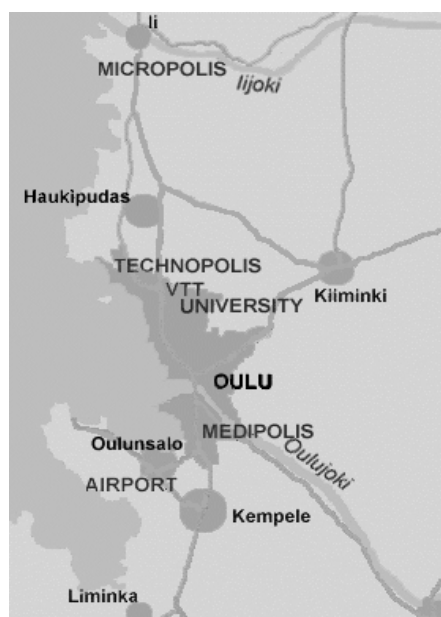 Ii
MICROPOLIS
Iijoki
Haukipudas
TECHNOPOLIS
VTT
UNIVERSITY
Kiiminki
OULU
MEDIPOLIS
Oulunsalo
Oulujoki
AIRPORT
Kempele
Liminka